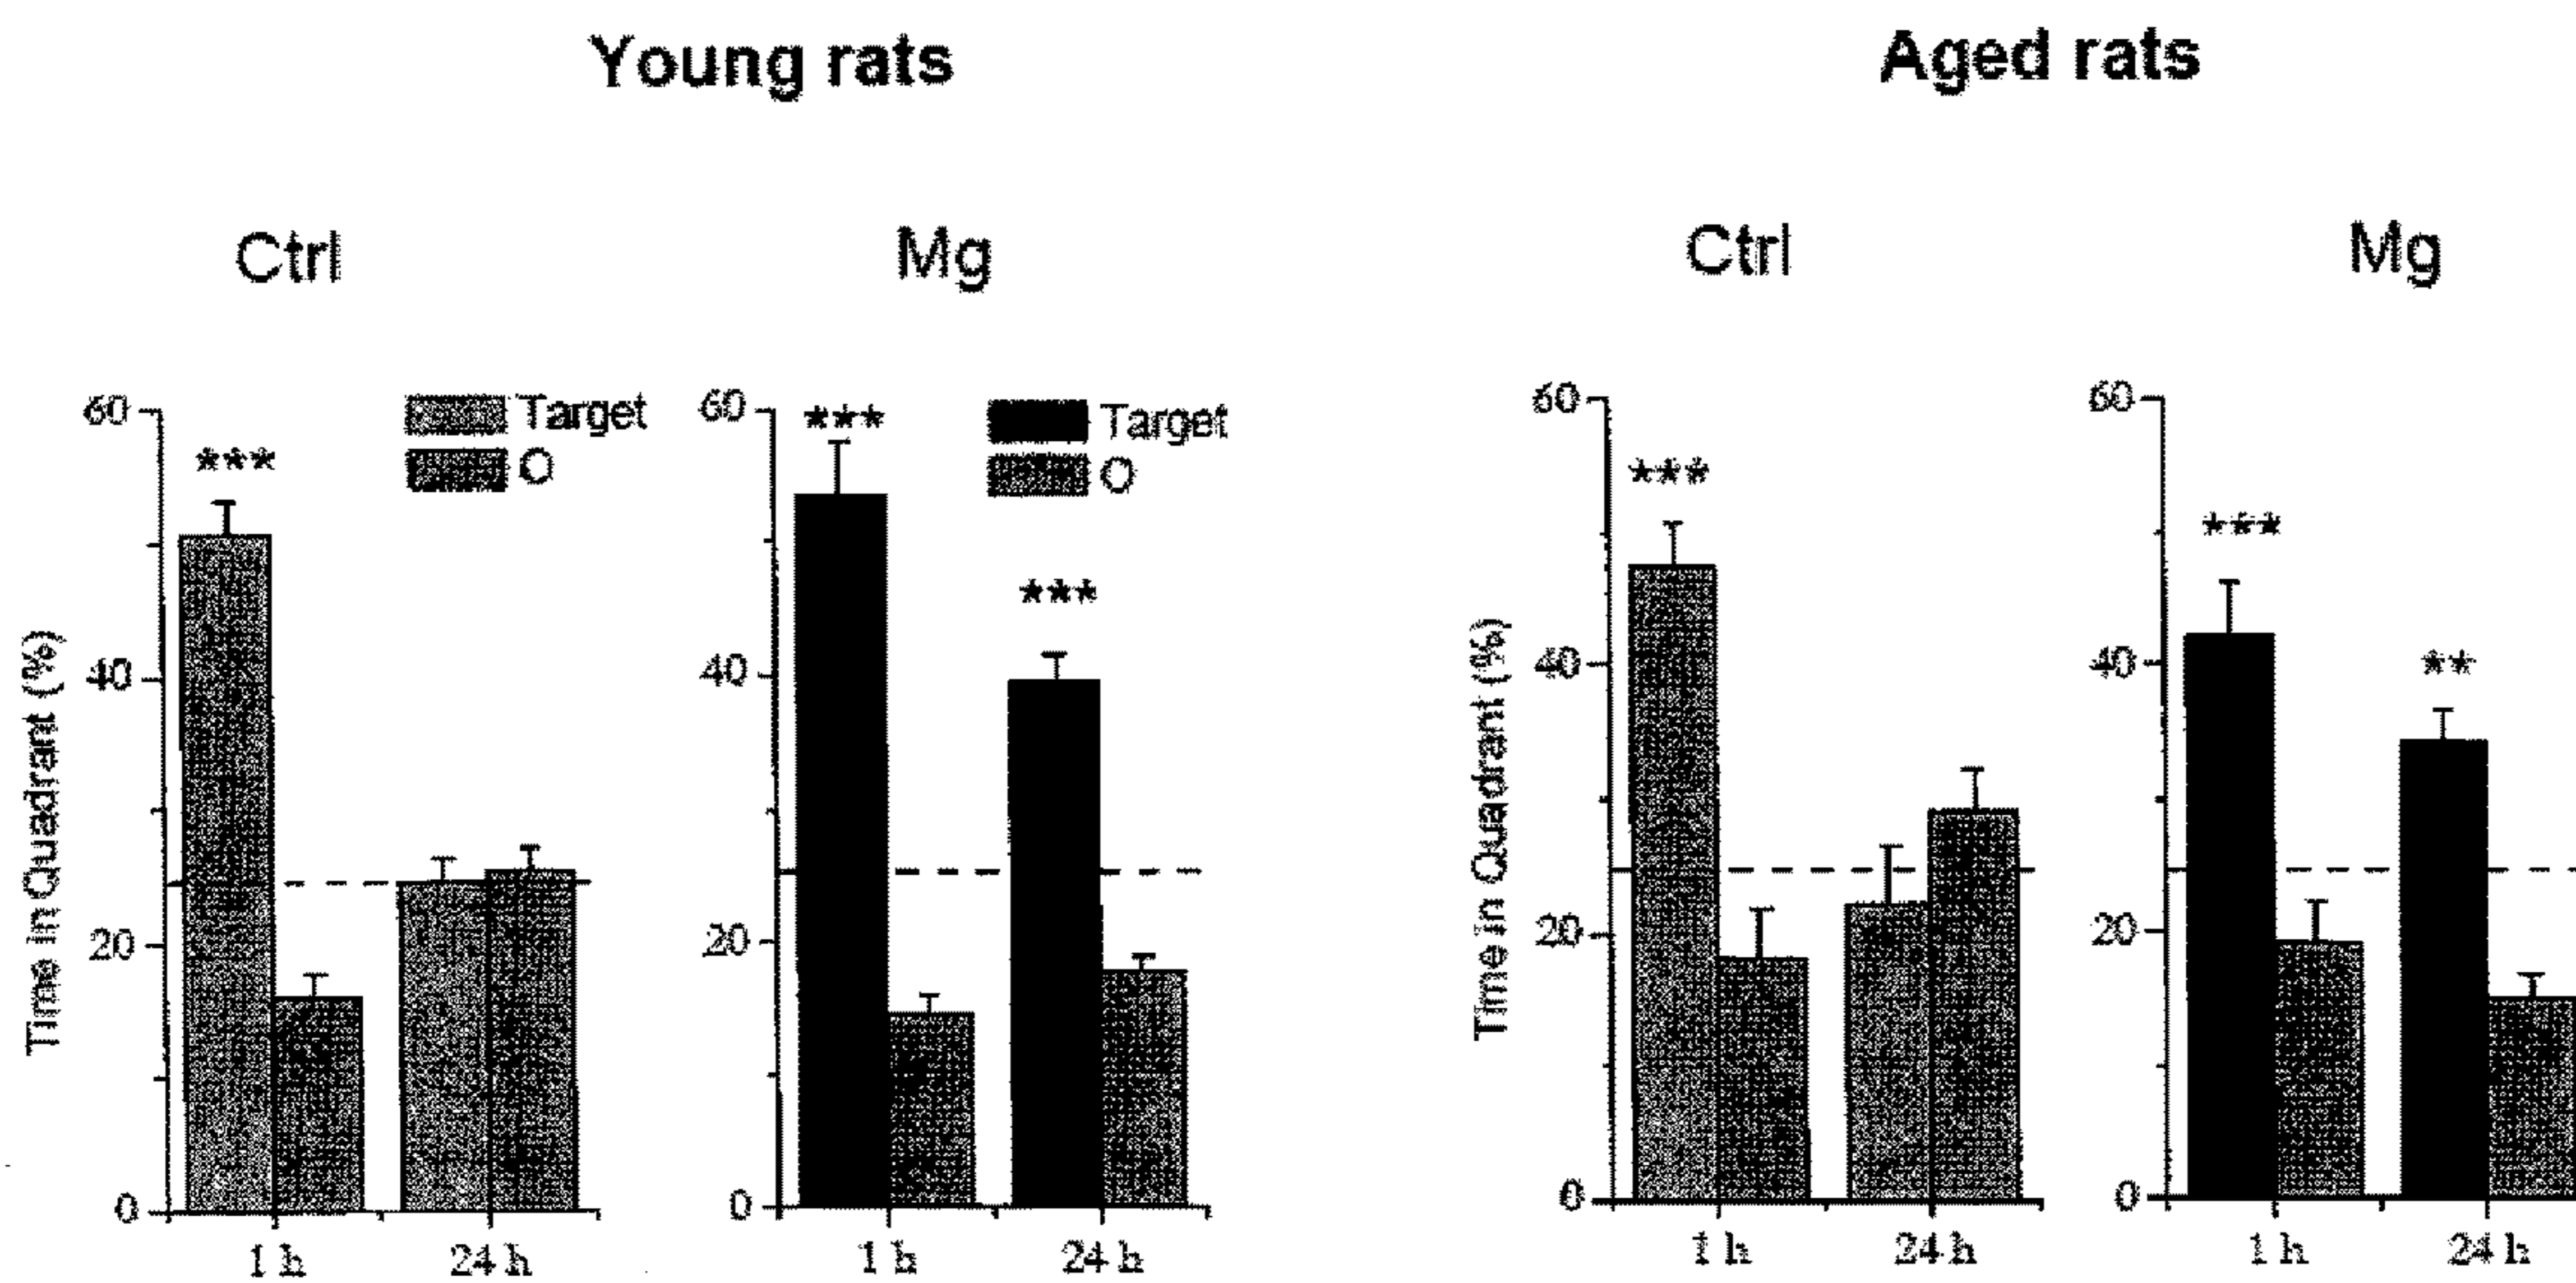 Young rats
Aged rats
Ctrl
Mg
Ctrl
Mg
Time in Quadrant (%)
60
40
20
0
***
Target
O
1 h
24 h
60
40
20
0
***
***
Target
O
1 h
24 h
Time in Quadrant (%)
60
40
20
0
***
1 h
24 h
60
40
20
0
***
**
1 h
24 h